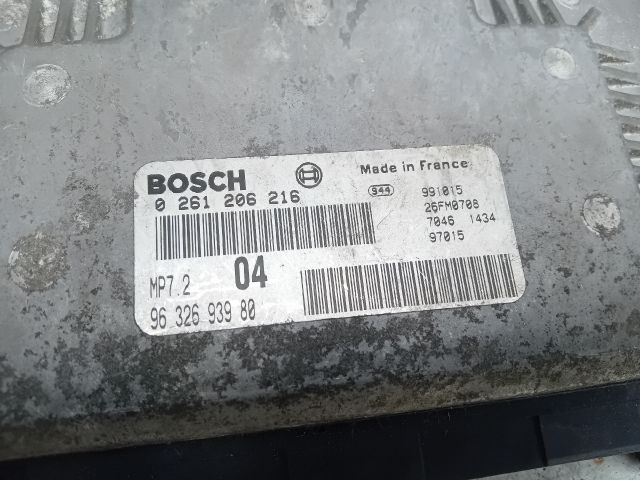 BOSCH
Made in France
0 261 206 216
944
991015
26FM0708
7046 1434
97015
MP7.2
04
96 326 939 80